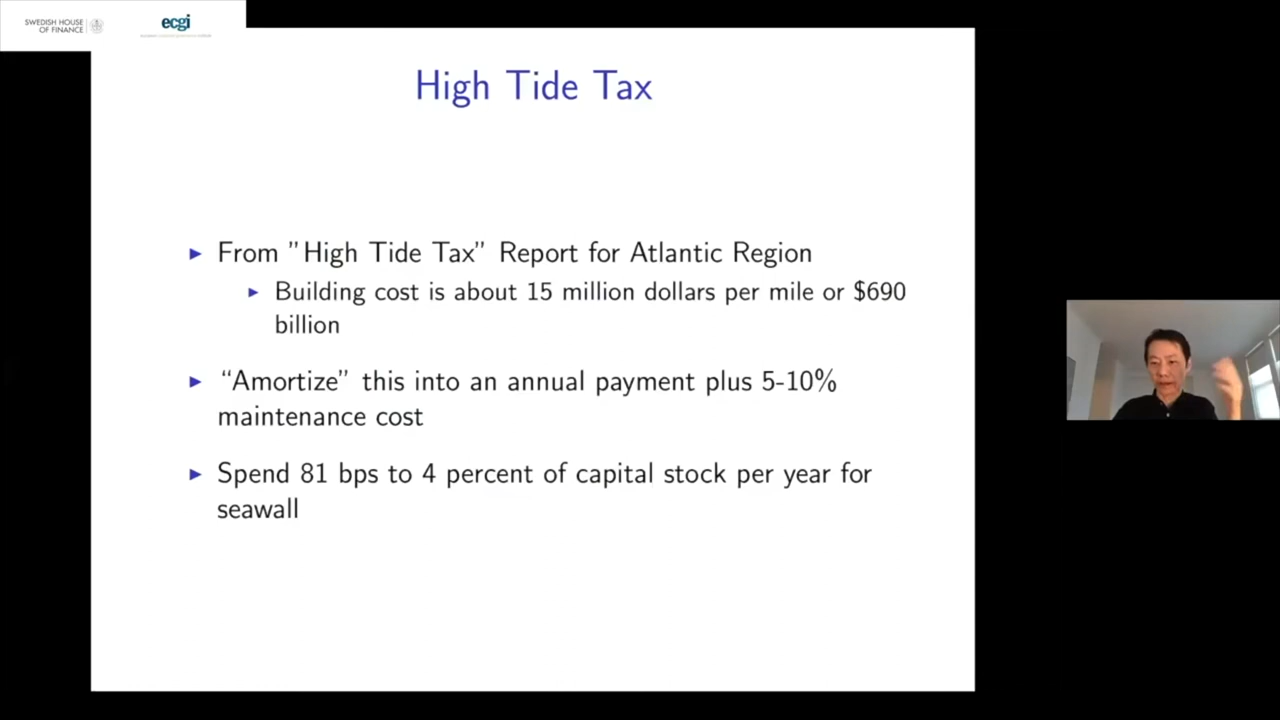 SWEDISH HOUSE
OF FINANCE
ecgi
High Tide Tax
From ”High Tide Tax” Report for Atlantic Region
Building cost is about 15 million dollars per mile or $690
billion
“Amortize” this into an annual payment plus 5-10%
maintenance cost
Spend 81 bps to 4 percent of capital stock per year for
seawall